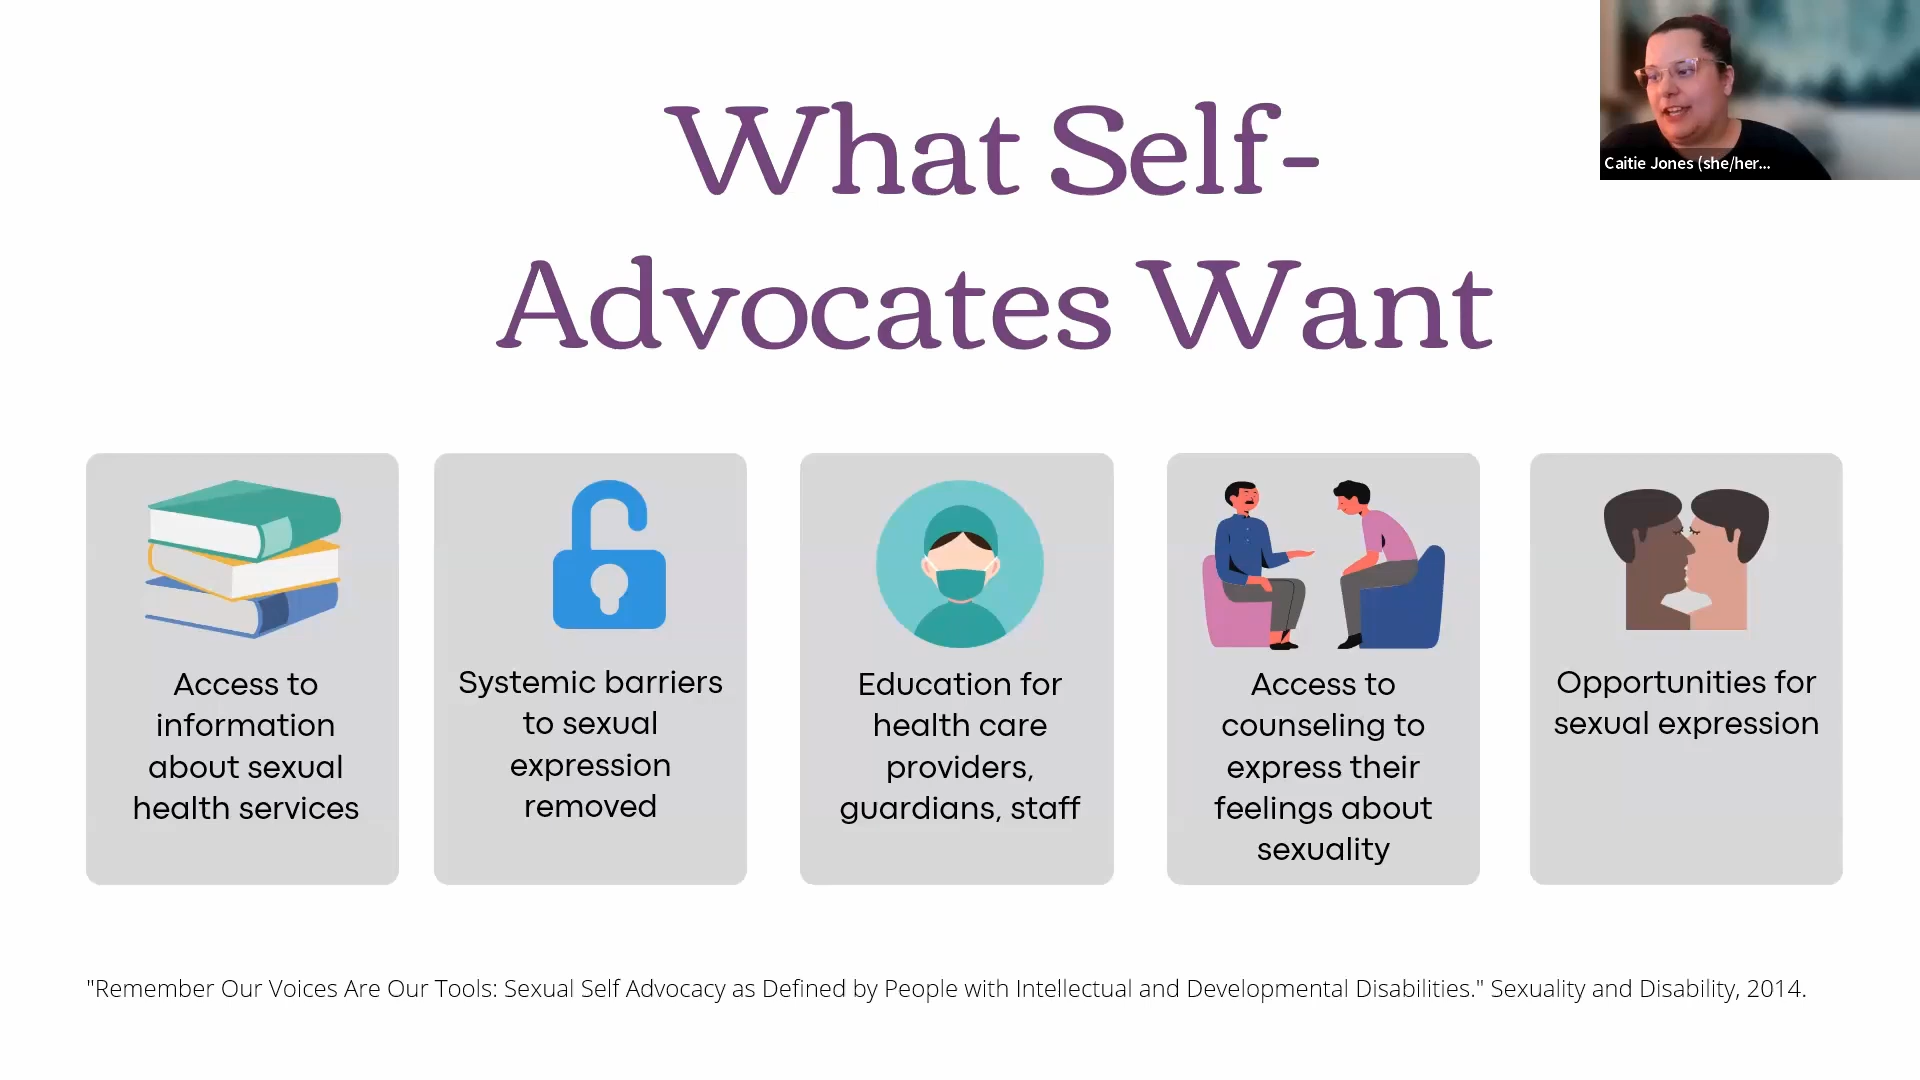 Caitie Jones (she/her...
What Self-
Advocates Want
Access to
information
about sexual
health services
Systemic barriers
to sexual
expression
removed
Education for
health care
providers,
guardians, staff
Access to
counseling to
express their
feelings about
sexuality
Opportunities for
sexual expression
"Remember Our Voices Are Our Tools: Sexual Self Advocacy as Defined by People with Intellectual and Developmental Disabilities." Sexuality and Disability, 2014.